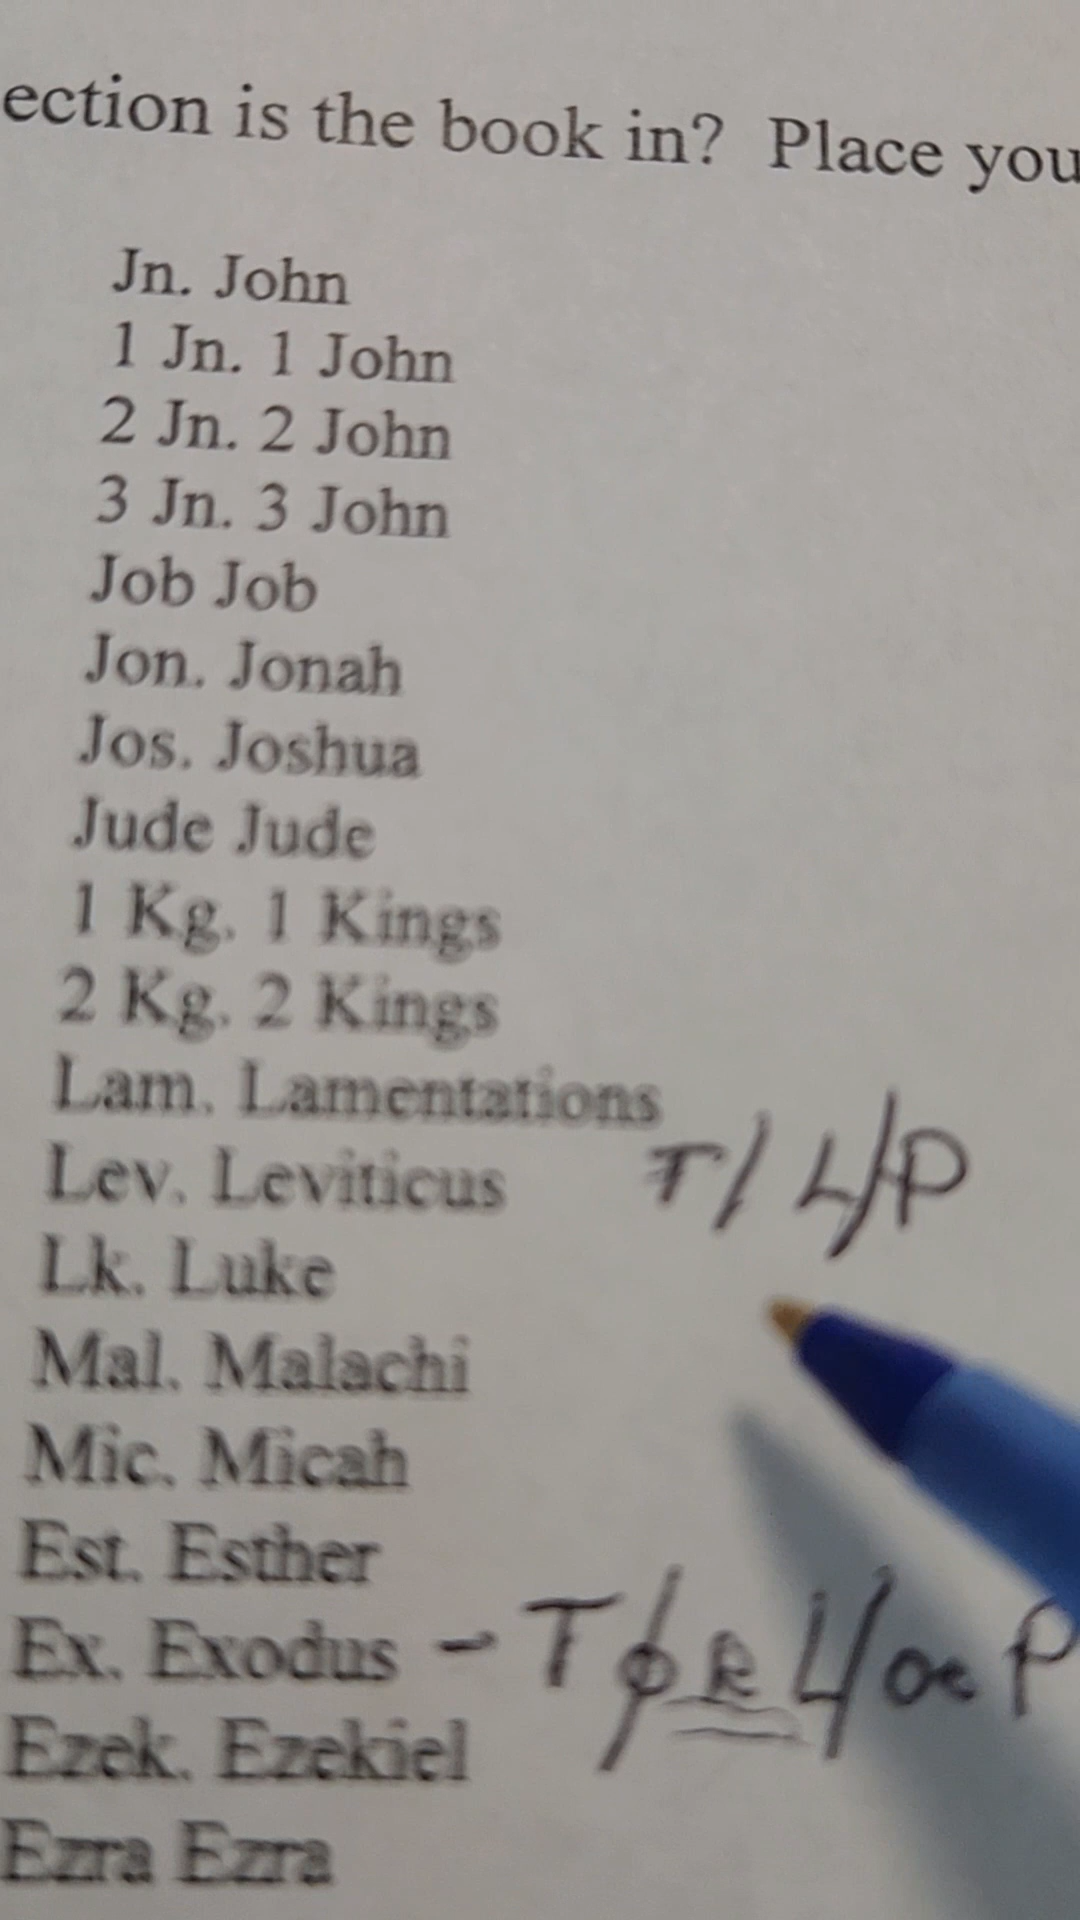 ection is the book in? Place you
Jn. John
1 Jn. 1 John
2 Jn. 2 John
3 Jn. 3 John
Job Job
Jon. Jonah
Jos. Joshua
Jude Jude
1 Kg. 1 Kings
2 Kg. 2 Kings
Lam. Lamentations
Lev. Leviticus T/L/P
Lk. Luke
Mal. Malachi
Mic. Micah
Est. Esther
Ex. Exodus - T or L/or P
Ezek. Ezekiel
Ezra Ezra